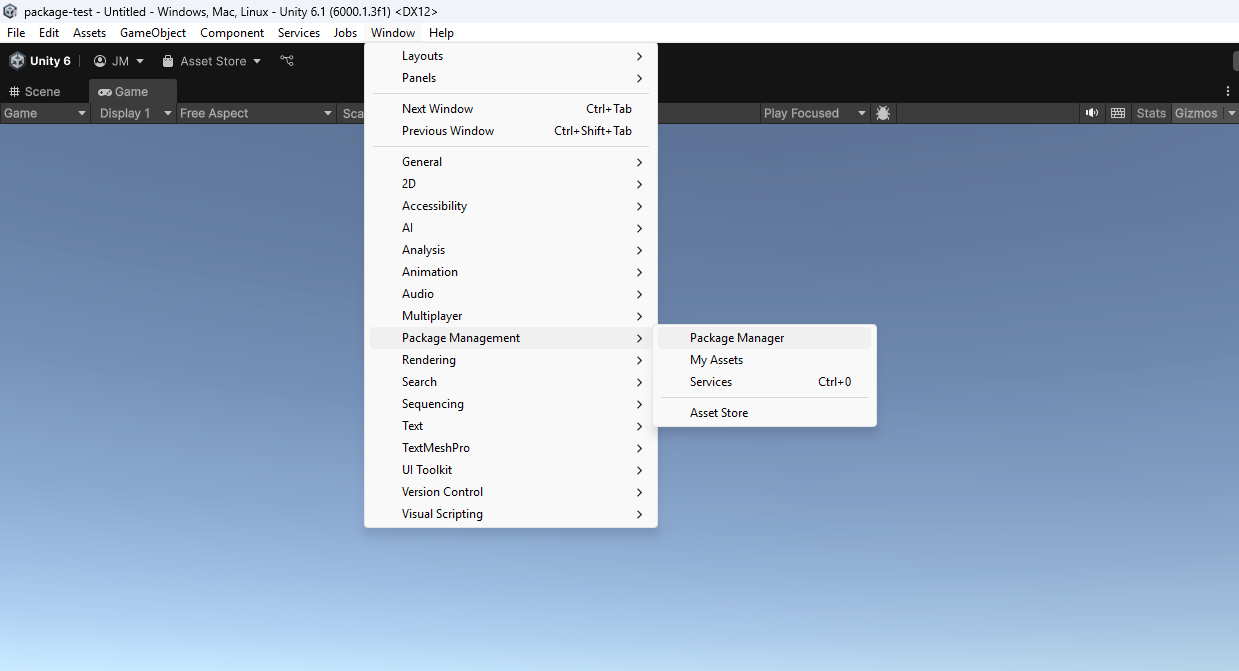 package-test - Untitled - Windows, Mac, Linux - Unity 6.1 (6000.1.3f1) <DX12>
File Edit Assets GameObject Component Services Jobs Window Help
Unity 6 JM Asset Store
Scene Game
Game Display 1 Free Aspect Sca Play Focused Stats Gizmos
Layouts
Panels
Next Window Ctrl+Tab
Previous Window Ctrl+Shift+Tab
General
2D
Accessibility
AI
Analysis
Animation
Audio
Multiplayer
Package Management
Rendering
Search
Sequencing
Text
TextMeshPro
UI Toolkit
Version Control
Visual Scripting
Package Manager
My Assets
Services Ctrl+0
Asset Store